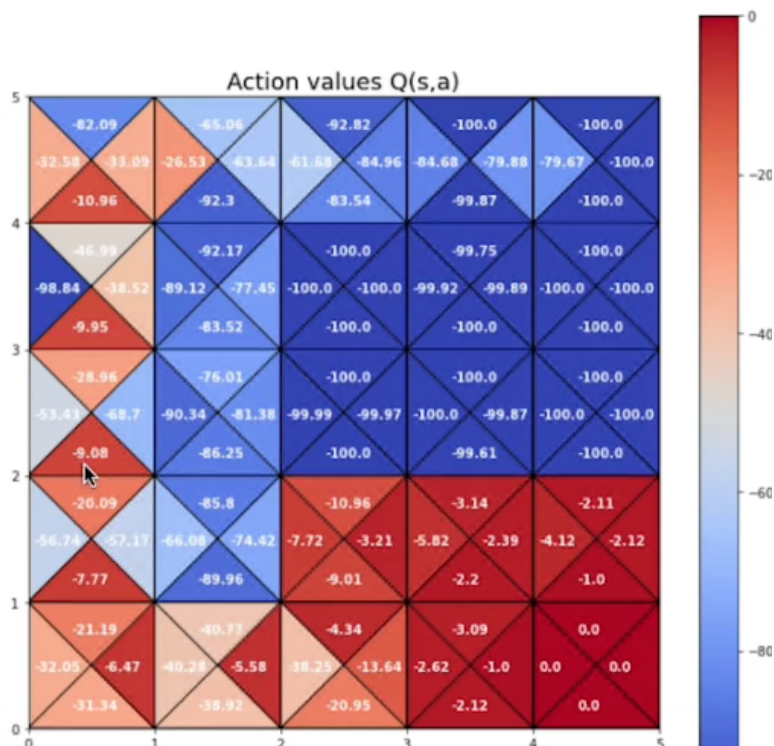 Action values Q(s,a)
0
5
-82.09 -65.06 -92.82 -100.0 -100.0
-32.58 -33.09 -26.53 -63.64 -61.68 -84.96 -84.68 -79.88 -79.67 -100.0
-10.96 -92.3 -83.54 -99.87 -100.0
-20
4
-46.99 -92.17 -100.0 -99.75 -100.0
-98.84 -38.52 -89.12 -77.45 -100.0 -100.0 -99.92 -99.89 -100.0 -100.0
-9.95 -83.52 -100.0 -100.0 -100.0
-40
3
-28.96 -76.01 -100.0 -100.0 -100.0
-53.43 -68.7 -90.34 -81.38 -99.99 -99.97 -100.0 -99.87 -100.0 -100.0
-9.08 -86.25 -100.0 -99.61 -100.0
2
-60
-20.09 -85.8 -10.96 -3.14 -2.11
-56.74 -57.17 -66.08 -74.42 -7.72 -3.21 -5.82 -2.39 -4.12 -2.12
-7.77 -89.96 -9.01 -2.2 -1.0
1
-21.19 -40.77 -4.34 -3.09 0.0
-80
-32.05 -6.47 -40.28 -5.58 -38.25 -13.64 -2.62 -1.0 0.0 0.0
-31.34 -38.92 -20.95 -2.12 0.0
0
0 1 2 3 4 5